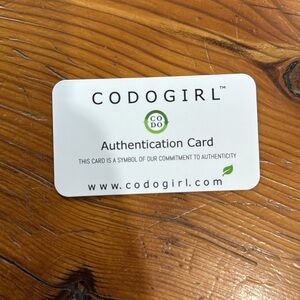 CODOGIRL™
CO
DO
Authentication Card
THIS CARD IS A SYMBOL OF OUR COMMITMENT TO AUTHENTICITY
www.codogirl.com